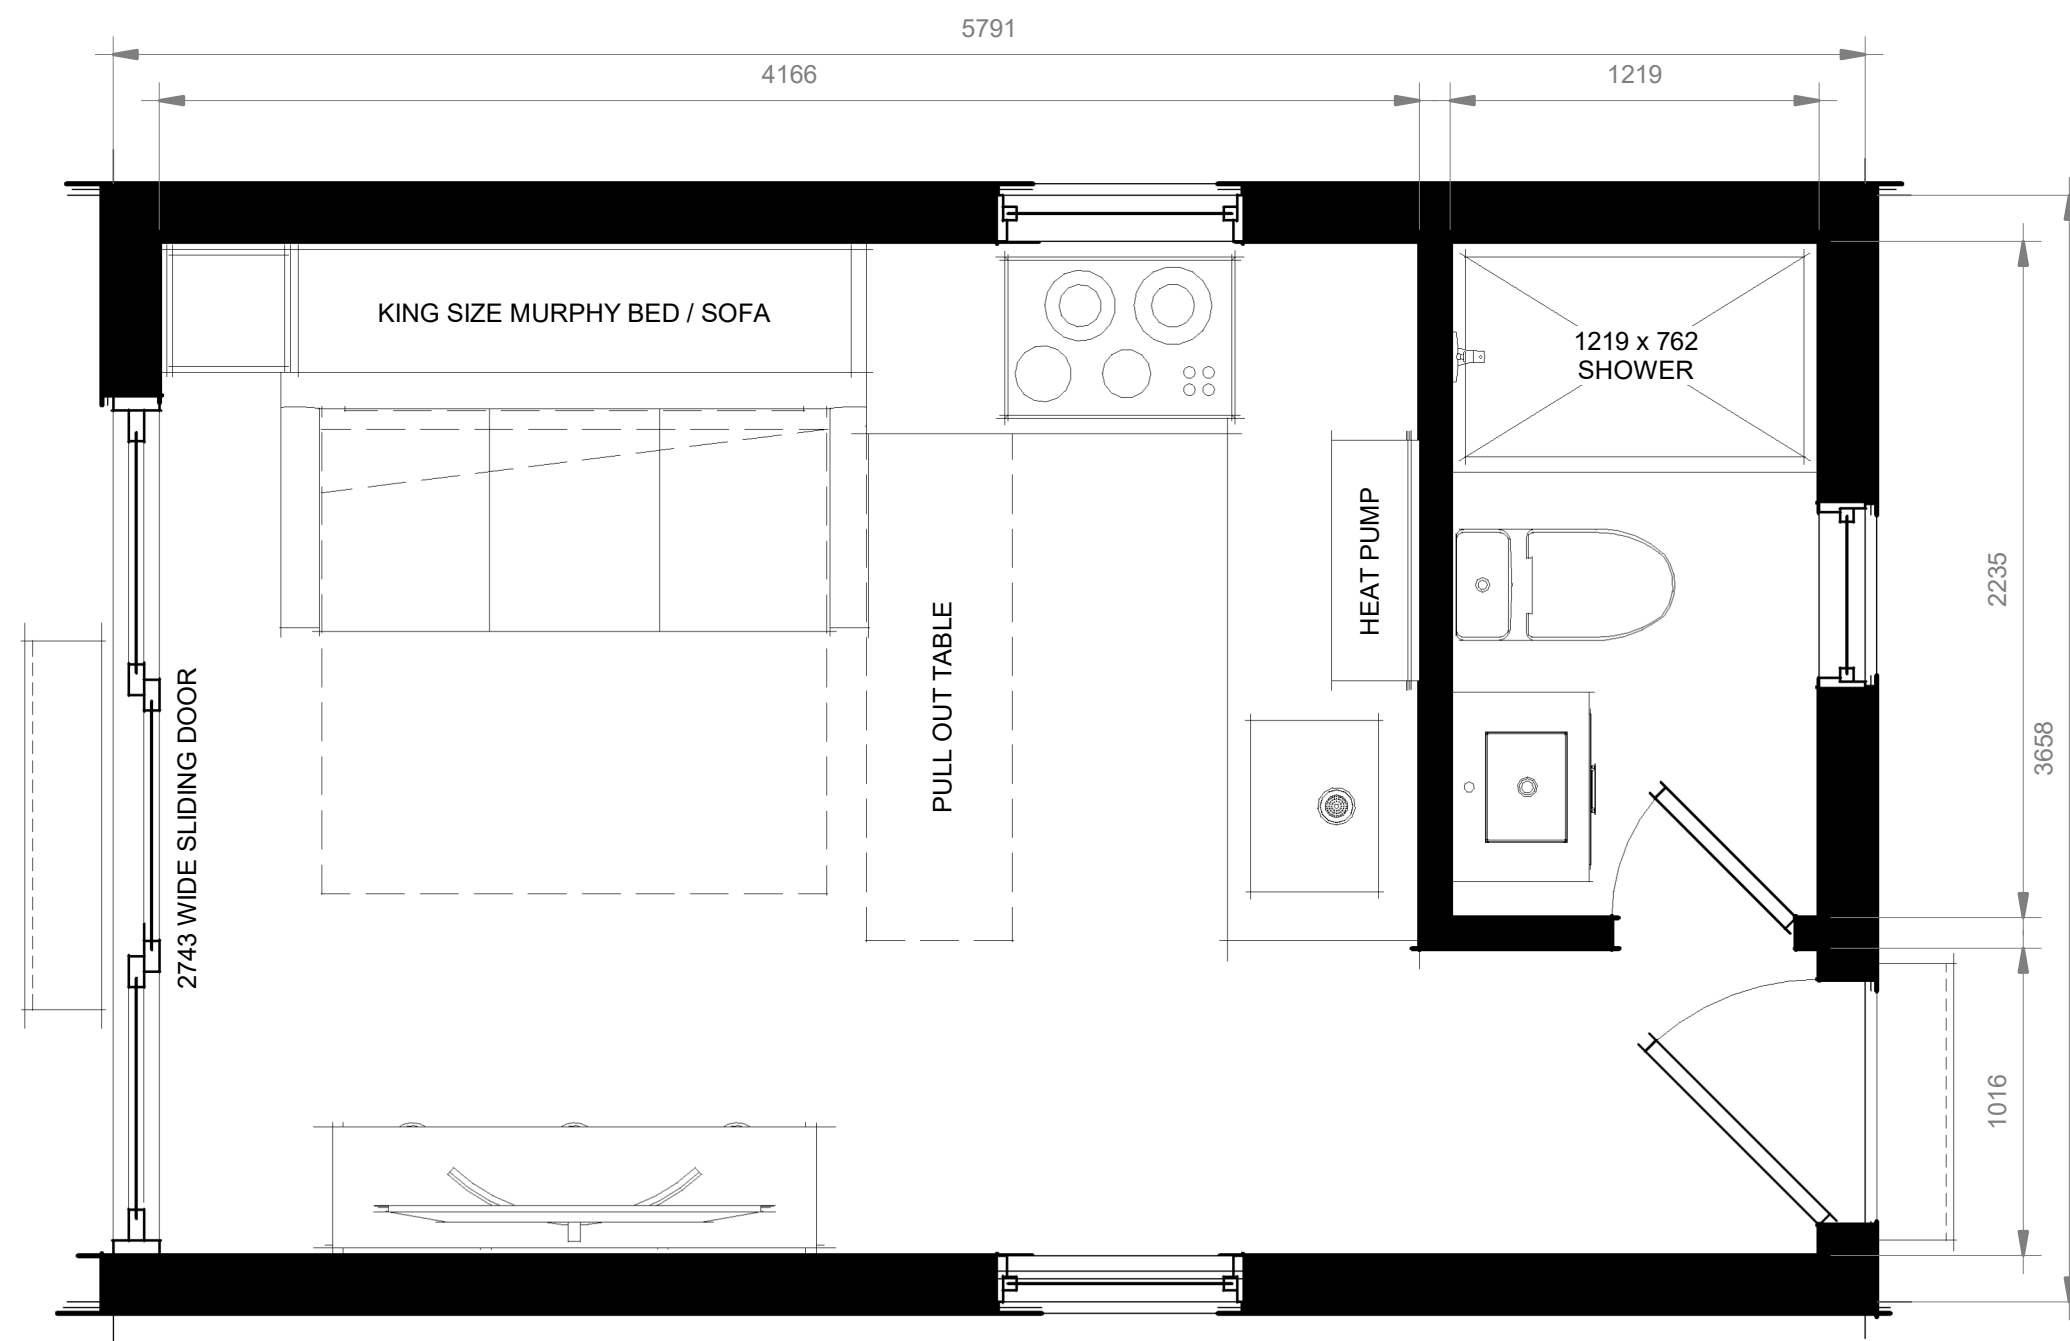 5791
4166
1219
KING SIZE MURPHY BED / SOFA
1219 x 762
SHOWER
HEAT PUMP
2235
PULL OUT TABLE
2743 WIDE SLIDING DOOR
3658
1016